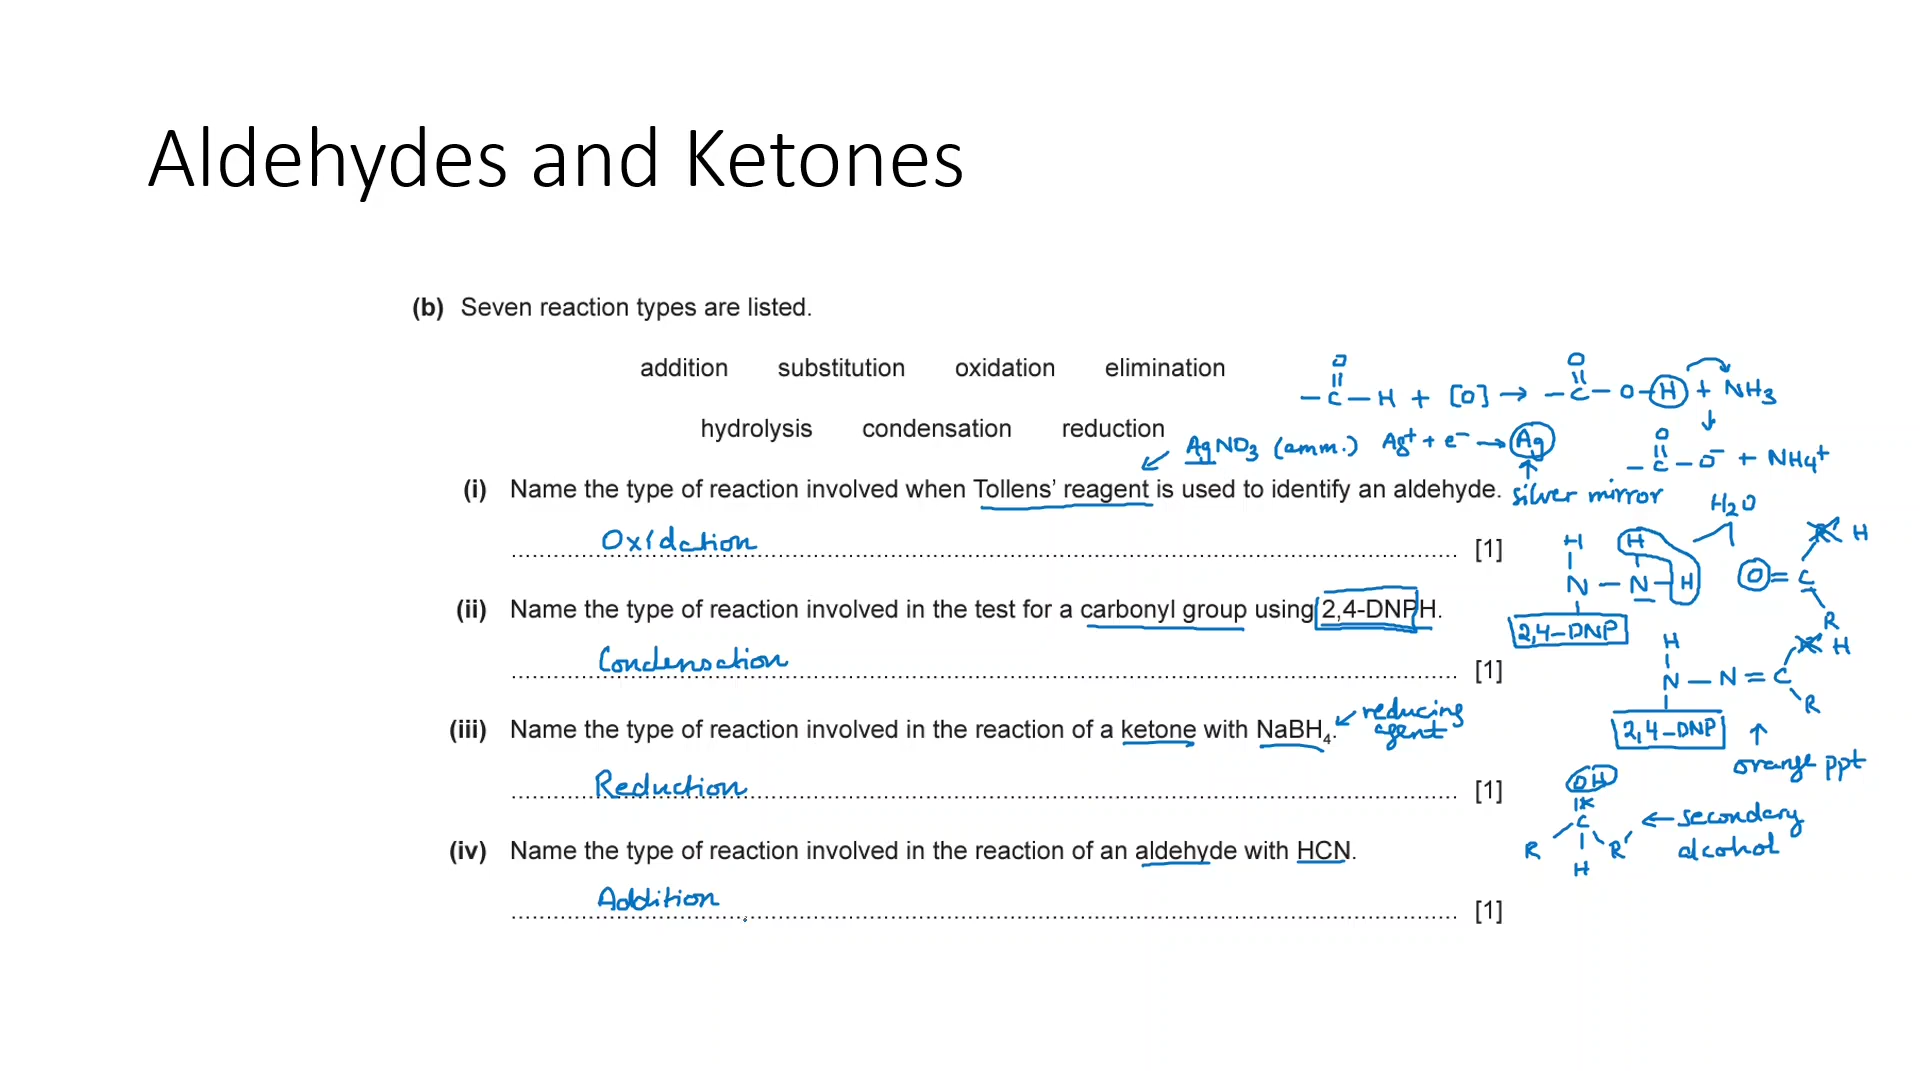 Aldehydes and Ketones
(b) Seven reaction types are listed.
addition substitution oxidation elimination
hydrolysis condensation reduction
O
|| 
– C – H + [O] → – C – O – H + NH3
O
||
AgNO3 (amm.) Ag+ + e– → Ag
O
||
– C – O– + NH4+
(i) Name the type of reaction involved when Tollens' reagent is used to identify an aldehyde.
silver mirror
H2O
Oxidation
[1]
H H
N – N – H
O = C
H
R
2,4-DNP
(ii) Name the type of reaction involved in the test for a carbonyl group using 2,4-DNPH.
Condensation
[1]
H
N – N = C
H
R
2,4-DNP
orange ppt
(iii) Name the type of reaction involved in the reaction of a ketone with NaBH4.
reducing
agent
Reduction
[1]
OH
C
R R'
H
secondary
alcohol
(iv) Name the type of reaction involved in the reaction of an aldehyde with HCN.
Addition
[1]